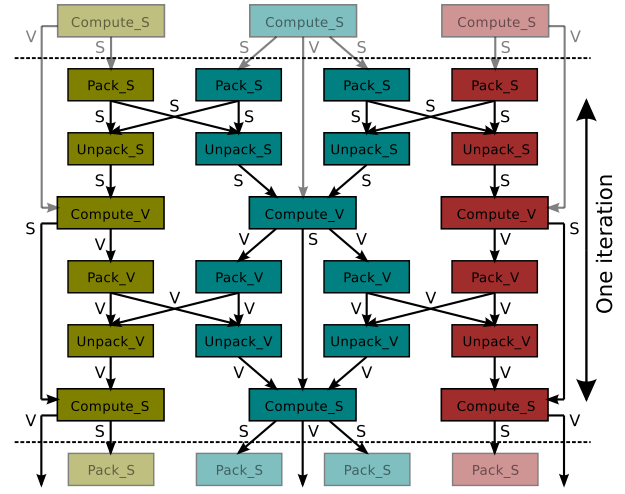 Compute_S Compute_S Compute_S
V S S V S S V
Pack_S Pack_S Pack_S Pack_S
S S S S S S
Unpack_S Unpack_S Unpack_S Unpack_S
S S S S
Compute_V Compute_V Compute_V
S V V S V V S
Pack_V Pack_V Pack_V Pack_V
V V V V V V
Unpack_V Unpack_V Unpack_V Unpack_V
V V V V
Compute_S Compute_S Compute_S
V S S V S S V
Pack_S Pack_S Pack_S Pack_S
One iteration